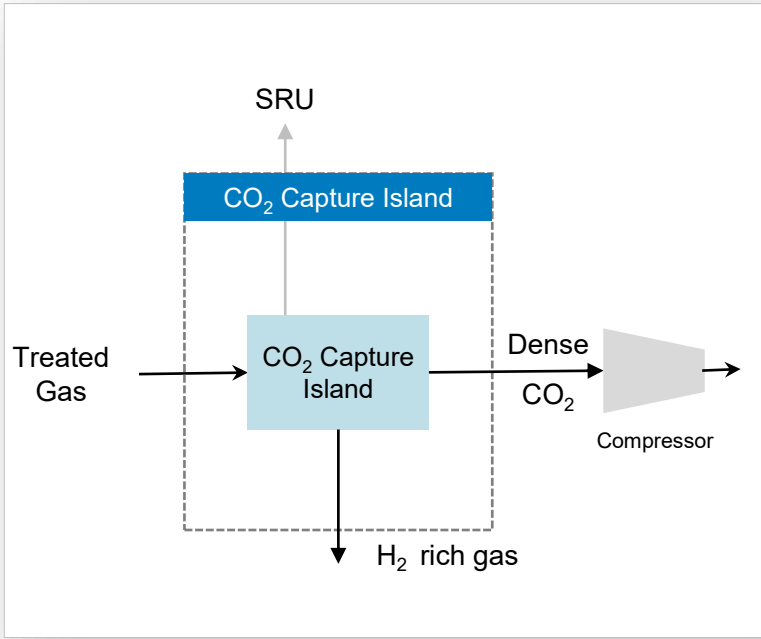 SRU
CO₂ Capture Island
Treated
Gas
CO₂ Capture
Island
Dense
CO₂
Compressor
H₂ rich gas